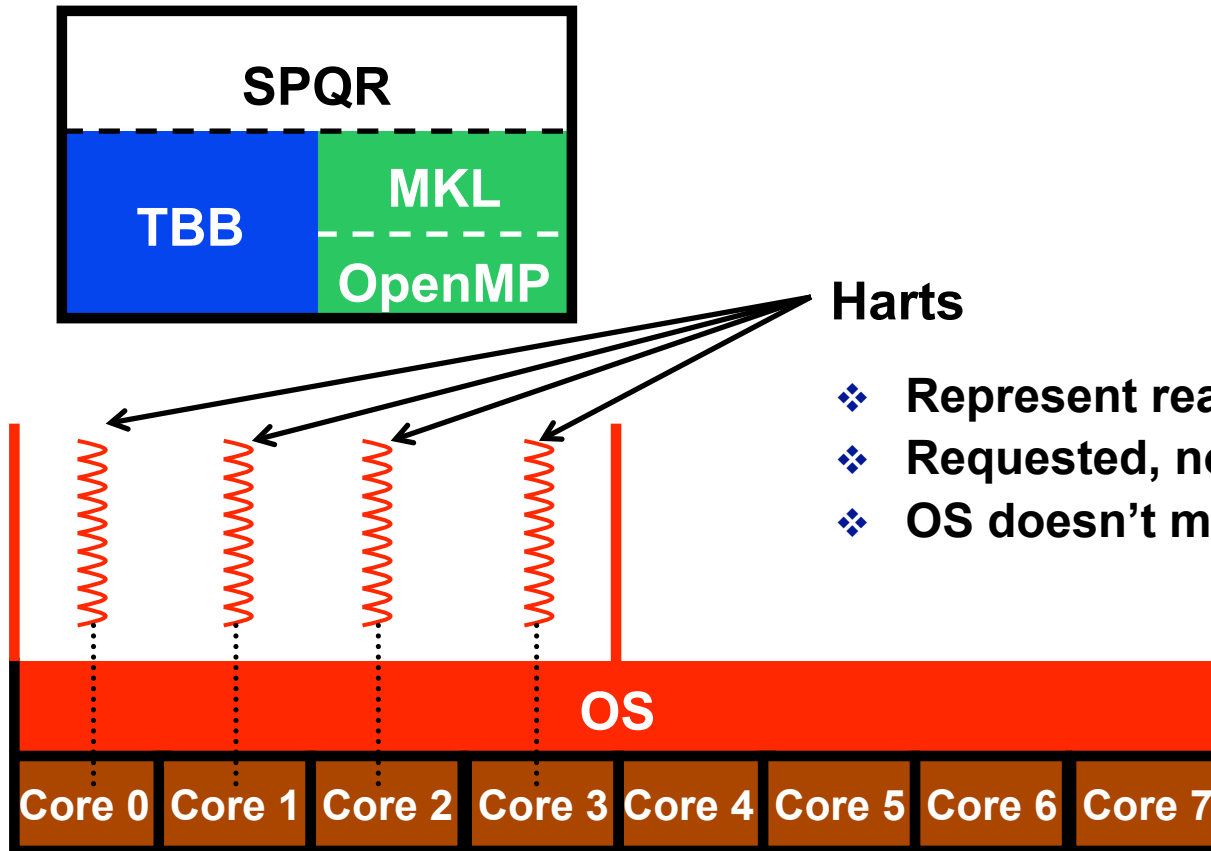 SPQR
TBB
MKL
OpenMP
Harts
❖ Represent rea
❖ Requested, n
❖ OS doesn’t m
OS
Core 0 Core 1 Core 2 Core 3 Core 4 Core 5 Core 6 Core 7